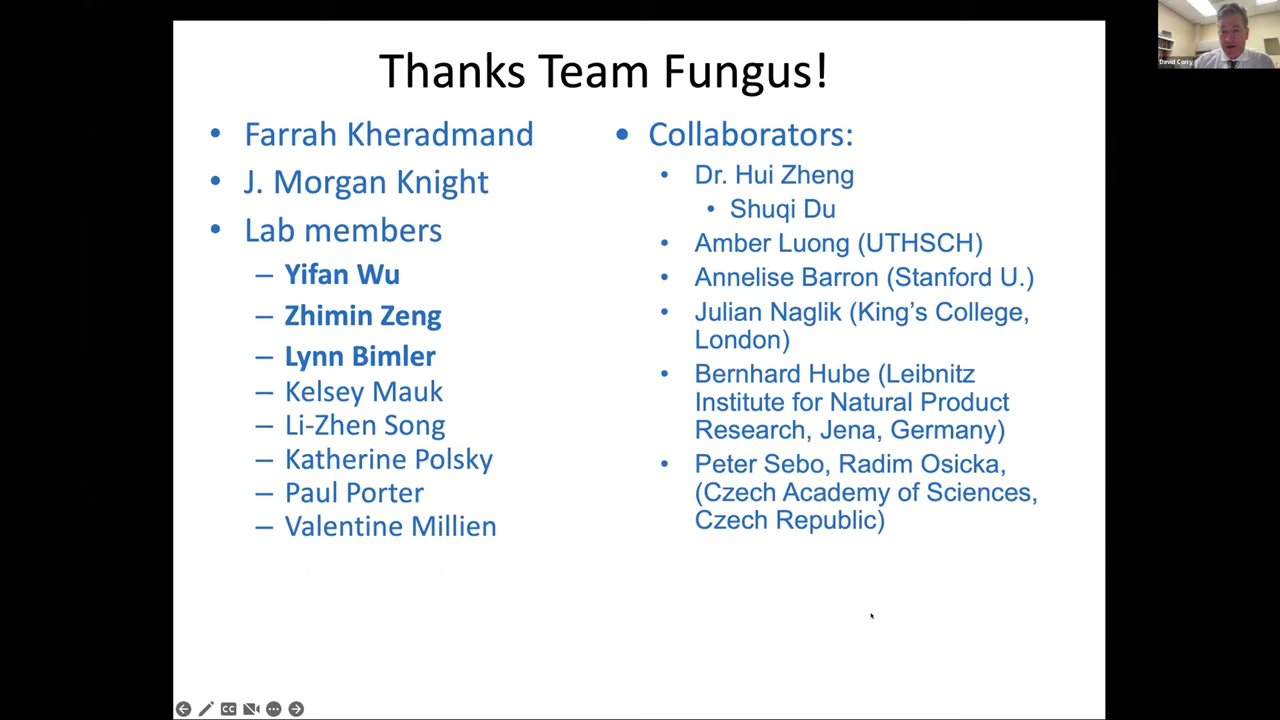 Thanks Team Fungus!
• Farrah Kheradmand
• J. Morgan Knight
• Lab members
– Yifan Wu
– Zhimin Zeng
– Lynn Bimler
– Kelsey Mauk
– Li-Zhen Song
– Katherine Polsky
– Paul Porter
– Valentine Millien
• Collaborators:
• Dr. Hui Zheng
• Shuqi Du
• Amber Luong (UTHSCH)
• Annelise Barron (Stanford U.)
• Julian Naglik (King's College,
London)
• Bernhard Hube (Leibnitz
Institute for Natural Product
Research, Jena, Germany)
• Peter Sebo, Radim Osicka,
(Czech Academy of Sciences,
Czech Republic)
David Corry
CC